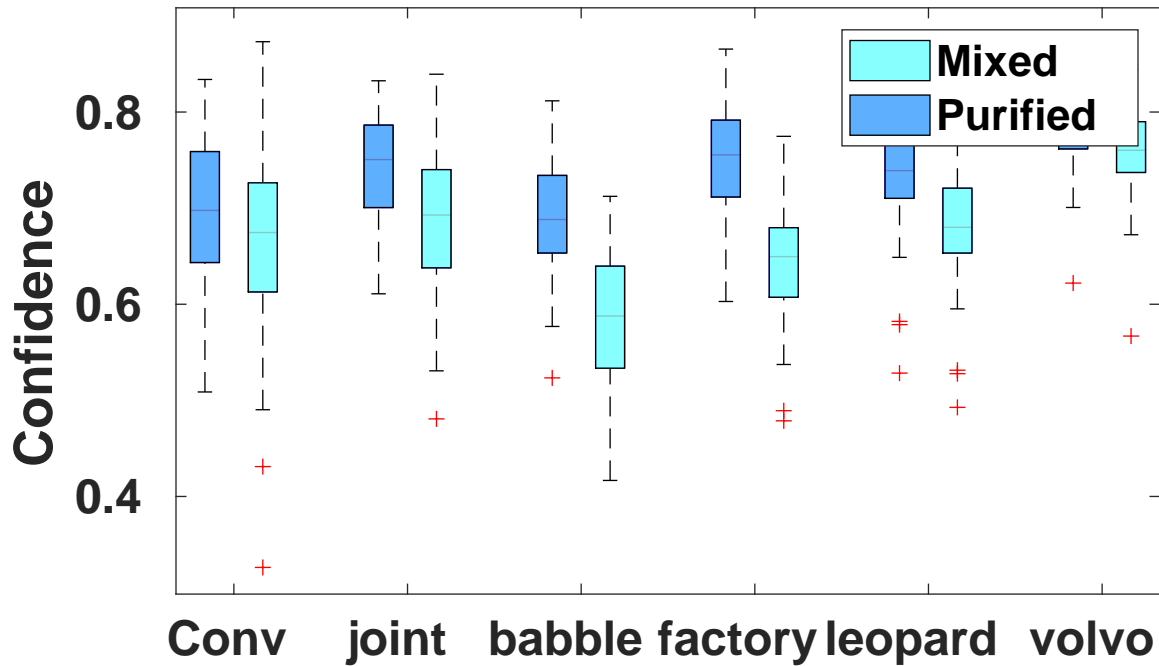 Mixed
Purified
0.8
0.6
0.4
Confidence
Conv joint babble factory leopard volvo